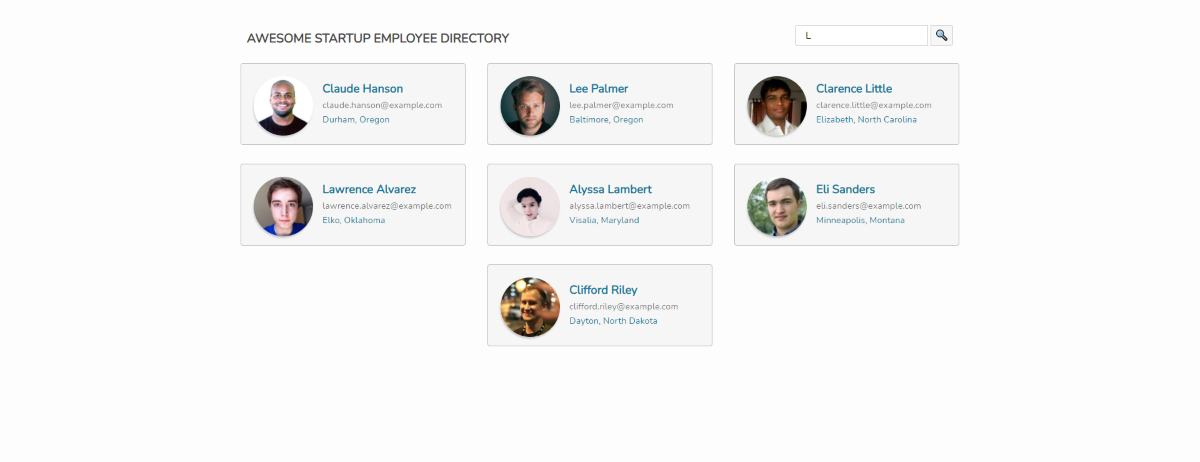 AWESOME STARTUP EMPLOYEE DIRECTORY
L
Claude Hanson
claude.hanson@example.com
Durham, Oregon
Lee Palmer
lee.palmer@example.com
Baltimore, Oregon
Clarence Little
clarence.little@example.com
Elizabeth, North Carolina
Lawrence Alvarez
lawrence.alvarez@example.com
Elko, Oklahoma
Alyssa Lambert
alyssa.lambert@example.com
Visalia, Maryland
Eli Sanders
eli.sanders@example.com
Minneapolis, Montana
Clifford Riley
clifford.riley@example.com
Dayton, North Dakota